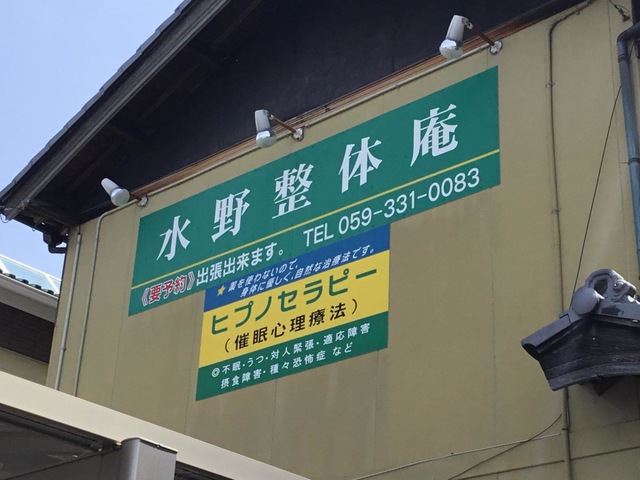 水野整体庵
《要予約》出張出来ます。 TEL 059-331-0083
★薬を使わないので、
身体に優しく、自然な治療法です。
ヒプノセラピー
(催眠心理療法)
◎不眠・うつ・対人緊張・適応障害
摂食障害・種々恐怖症 など